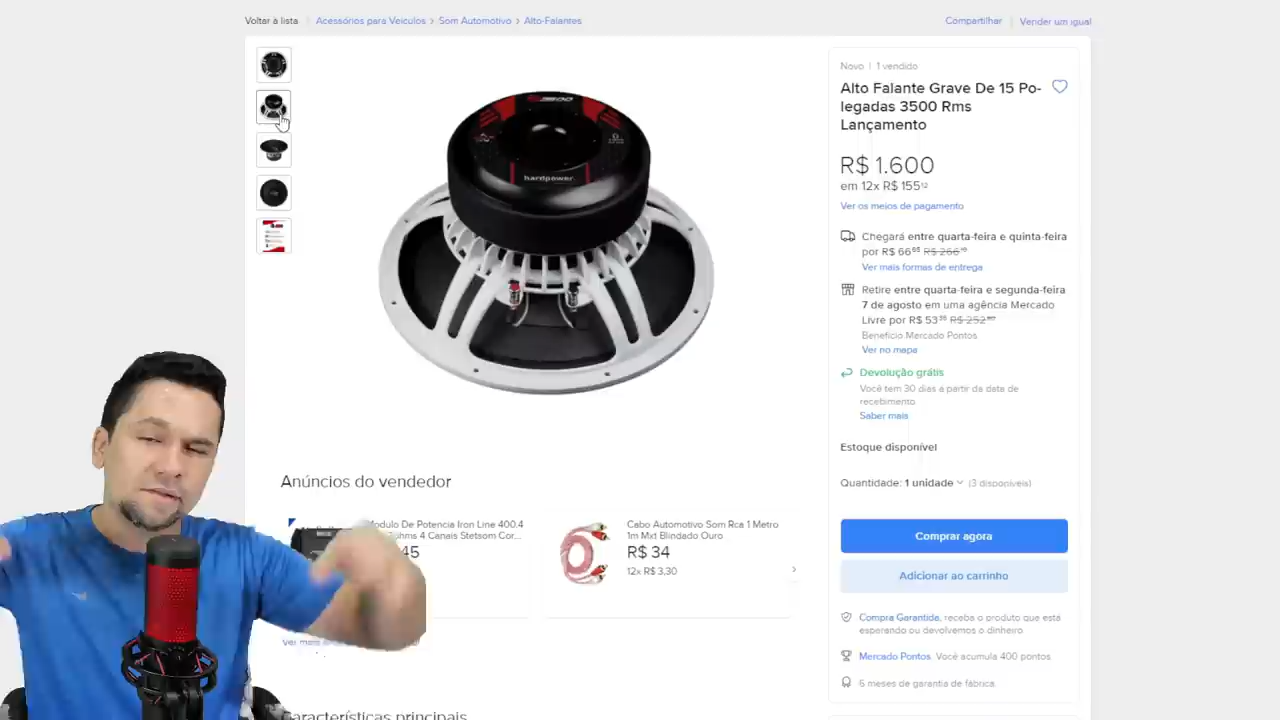 Voltar à lista
Acessórios para Veículos > Som Automotivo > Alto-Falantes
Compartilhar
Vender um igual
Novo | 1 vendido
Alto Falante Grave De 15 Po-
legadas 3500 Rms
Lançamento
R$ 1.600
em 12x R$ 155¹²
Ver os meios de pagamento
Chegará entre quarta-feira e quinta-feira
por R$ 66
Ver mais formas de entrega
Retire entre quarta-feira e segunda-feira
7 de agosto em uma agência Mercado
Livre por R$ 53
Benefício Mercado Pontos
Ver no mapa
Devolução grátis
Você tem 30 dias a partir da data de
recebimento
Saber mais
Estoque disponível
Quantidade: 1 unidade (3 disponíveis)
Comprar agora
Adicionar ao carrinho
Compra Garantida, receba o produto que está
esperando ou devolvemos o dinheiro.
Mercado Pontos. Você acumula 400 pontos.
6 meses de garantia de fábrica.
3500
hardpower
Anúncios do vendedor
Modulo De Potencia Iron Line 400.4
4 Canais Stetsom Cor...
45
Cabo Automotivo Som Rca 1 Metro
1m Mxt Blindado Ouro
R$ 34
12x R$ 3,30
Ver mais
Características principais